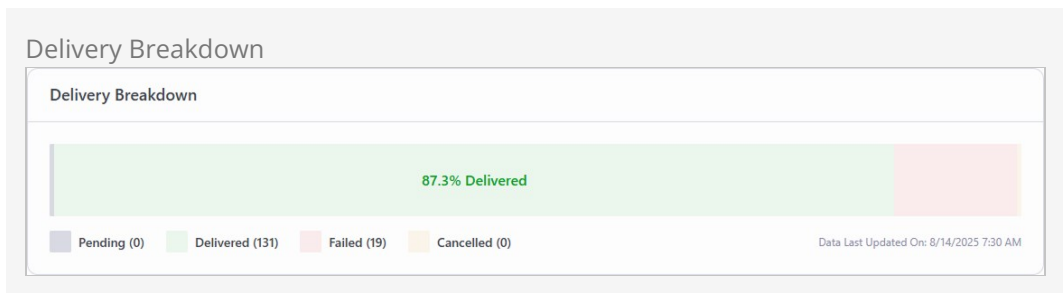 Delivery Breakdown
Delivery Breakdown
87.3% Delivered
Pending (0) Delivered (131) Failed (19) Cancelled (0) Data Last Updated On: 8/14/2025 7:30 AM